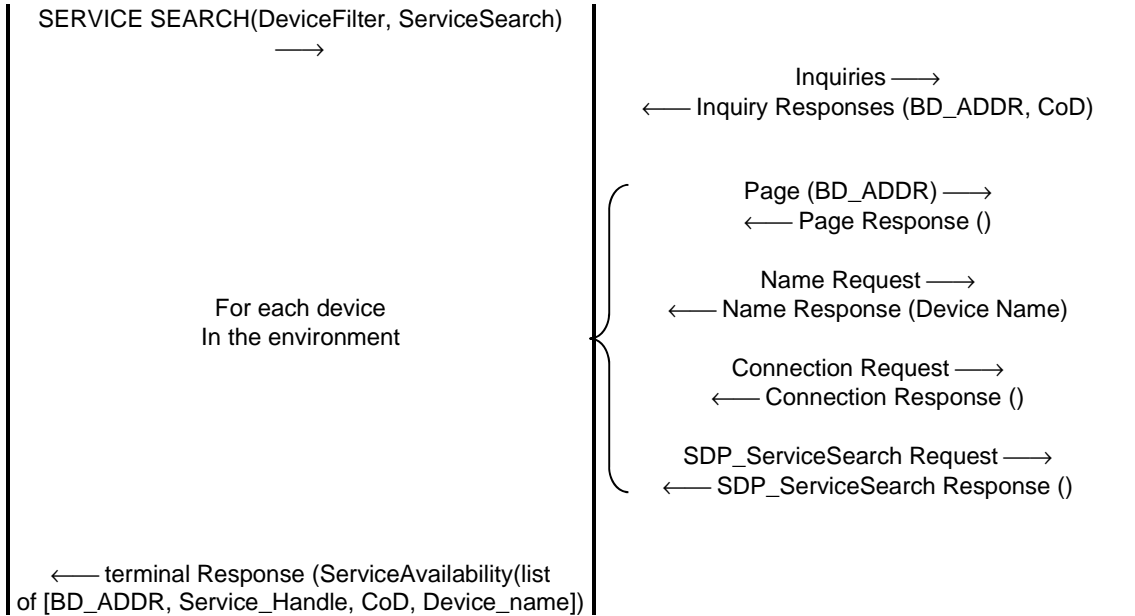 SERVICE SEARCH(DeviceFilter, ServiceSearch)
⟶
Inquiries ⟶
⟵ Inquiry Responses (BD_ADDR, CoD)
Page (BD_ADDR) ⟶
⟵ Page Response ()
Name Request ⟶
⟵ Name Response (Device Name)
For each device
In the environment
Connection Request ⟶
⟵ Connection Response ()
SDP_ServiceSearch Request ⟶
⟵ SDP_ServiceSearch Response ()
⟵ terminal Response (ServiceAvailability(list
of [BD_ADDR, Service_Handle, CoD, Device_name])